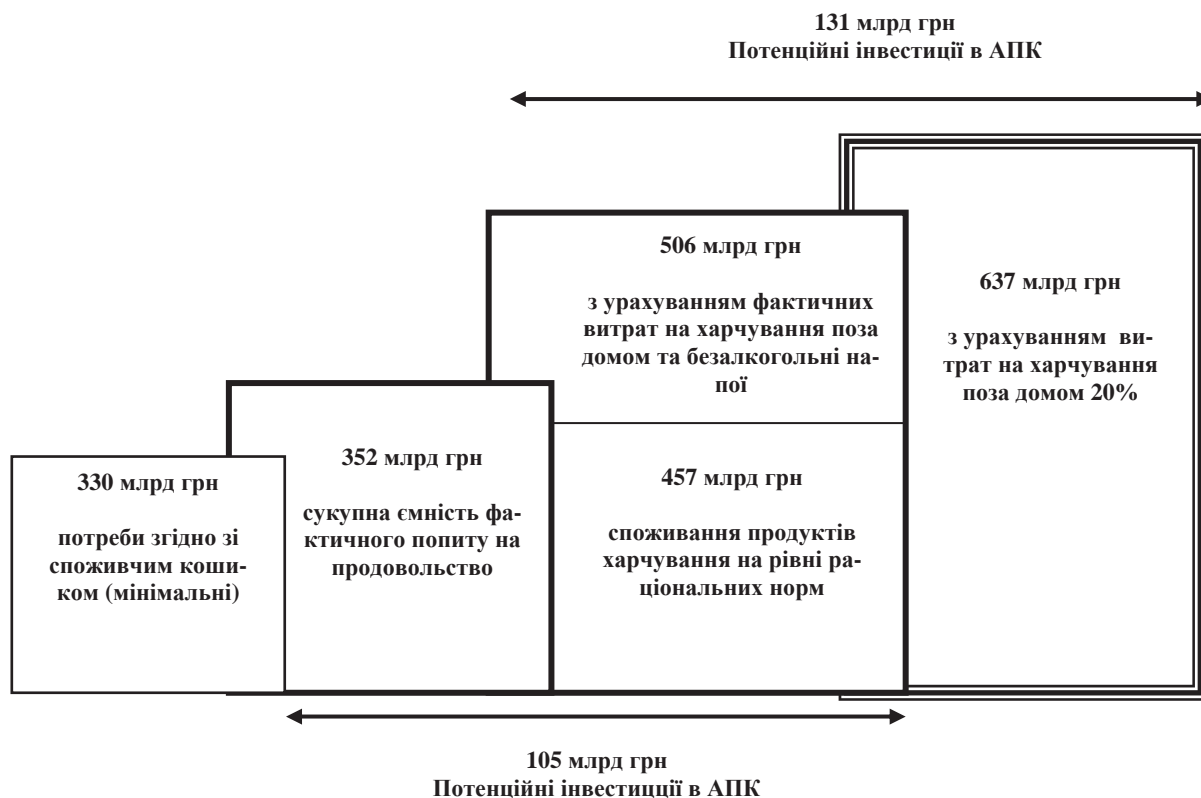 131 млрд грн
Потенційні інвестиції в АПК
506 млрд грн
з урахуванням фактичних
витрат на харчування поза
домом та безалкогольні на-
пої
637 млрд грн
з урахуванням ви-
трат на харчування
поза домом 20%
330 млрд грн
потреби згідно зі
споживчим коши-
ком (мінімальні)
352 млрд грн
сукупна ємність фа-
ктичного попиту на
продовольство
457 млрд грн
споживання продуктів
харчування на рівні ра-
ціональних норм
105 млрд грн
Потенційні інвестицції в АПК